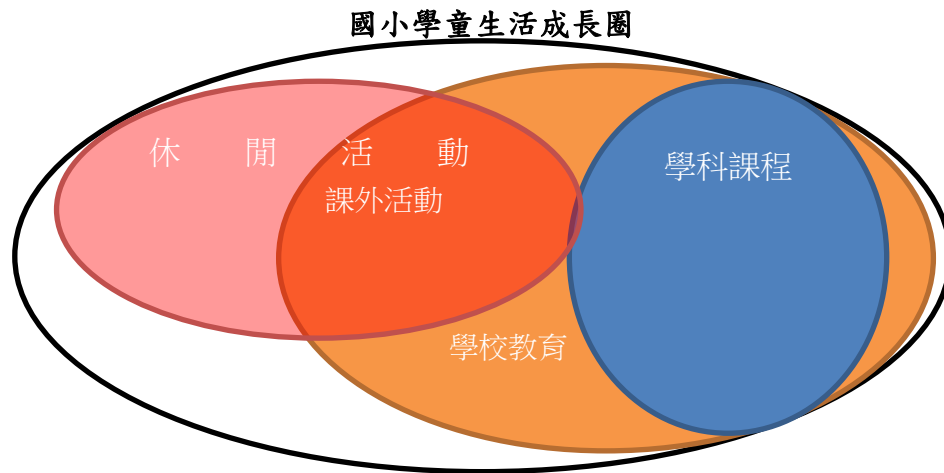 國小學童生活成長圈
休 閒 活 動
學科課程
課外活動
學校教育